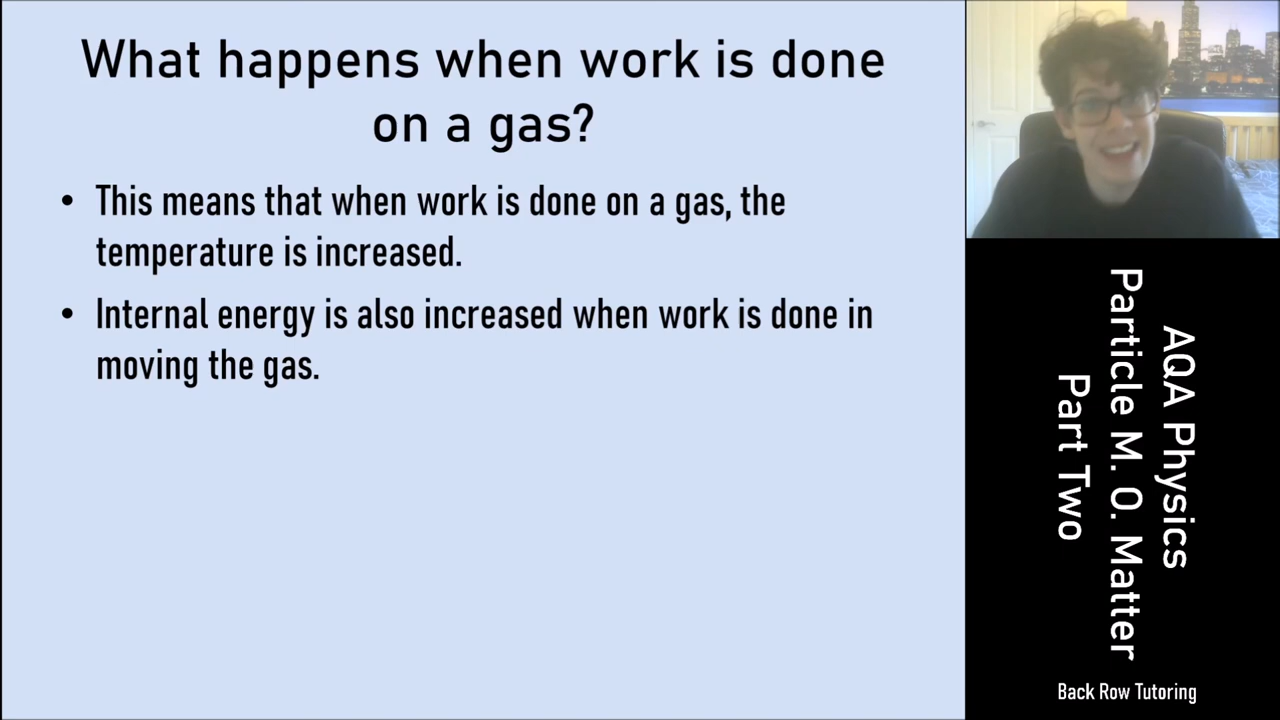 What happens when work is done
on a gas?
• This means that when work is done on a gas, the
temperature is increased.
• Internal energy is also increased when work is done in
moving the gas.
AQA Physics
Particle M. O. Matter
Part Two
Back Row Tutoring